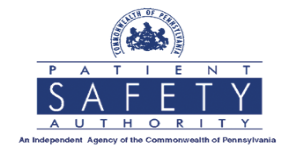 COMMONWEALTH OF PENNSYLVANIA
PATIENT
SAFETY
AUTHORITY
An Independent Agency of the Commonwealth of Pennsylvania